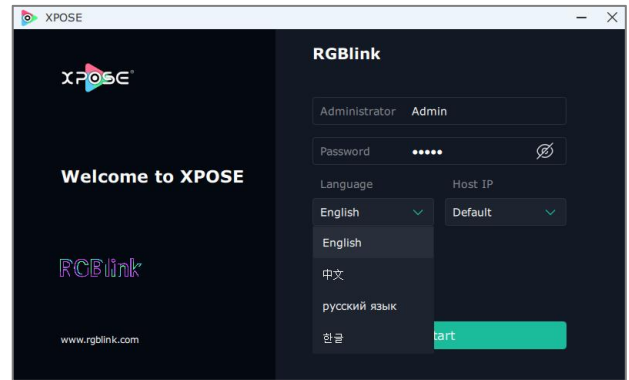 XPOSE
XPOSE
Welcome to XPOSE
RGBlink
www.rgblink.com
RGBlink
Administrator Admin
Password •••••
Language Host IP
English Default
English
中文
русский язык
한글
tart